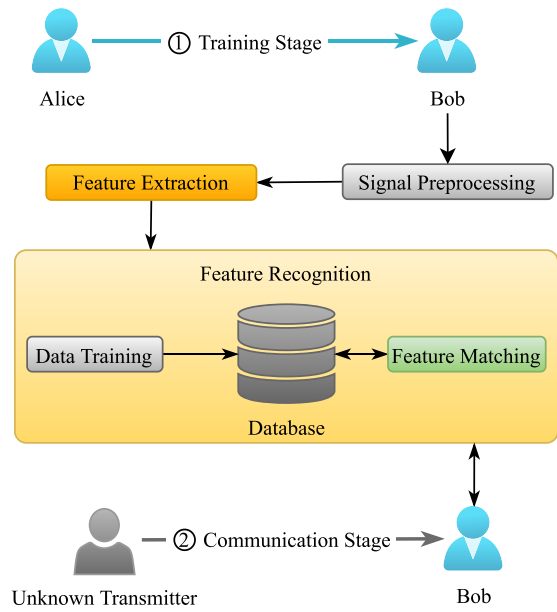 ① Training Stage
Alice
Bob
Feature Extraction
Signal Preprocessing
Feature Recognition
Data Training
Feature Matching
Database
② Communication Stage
Unknown Transmitter
Bob